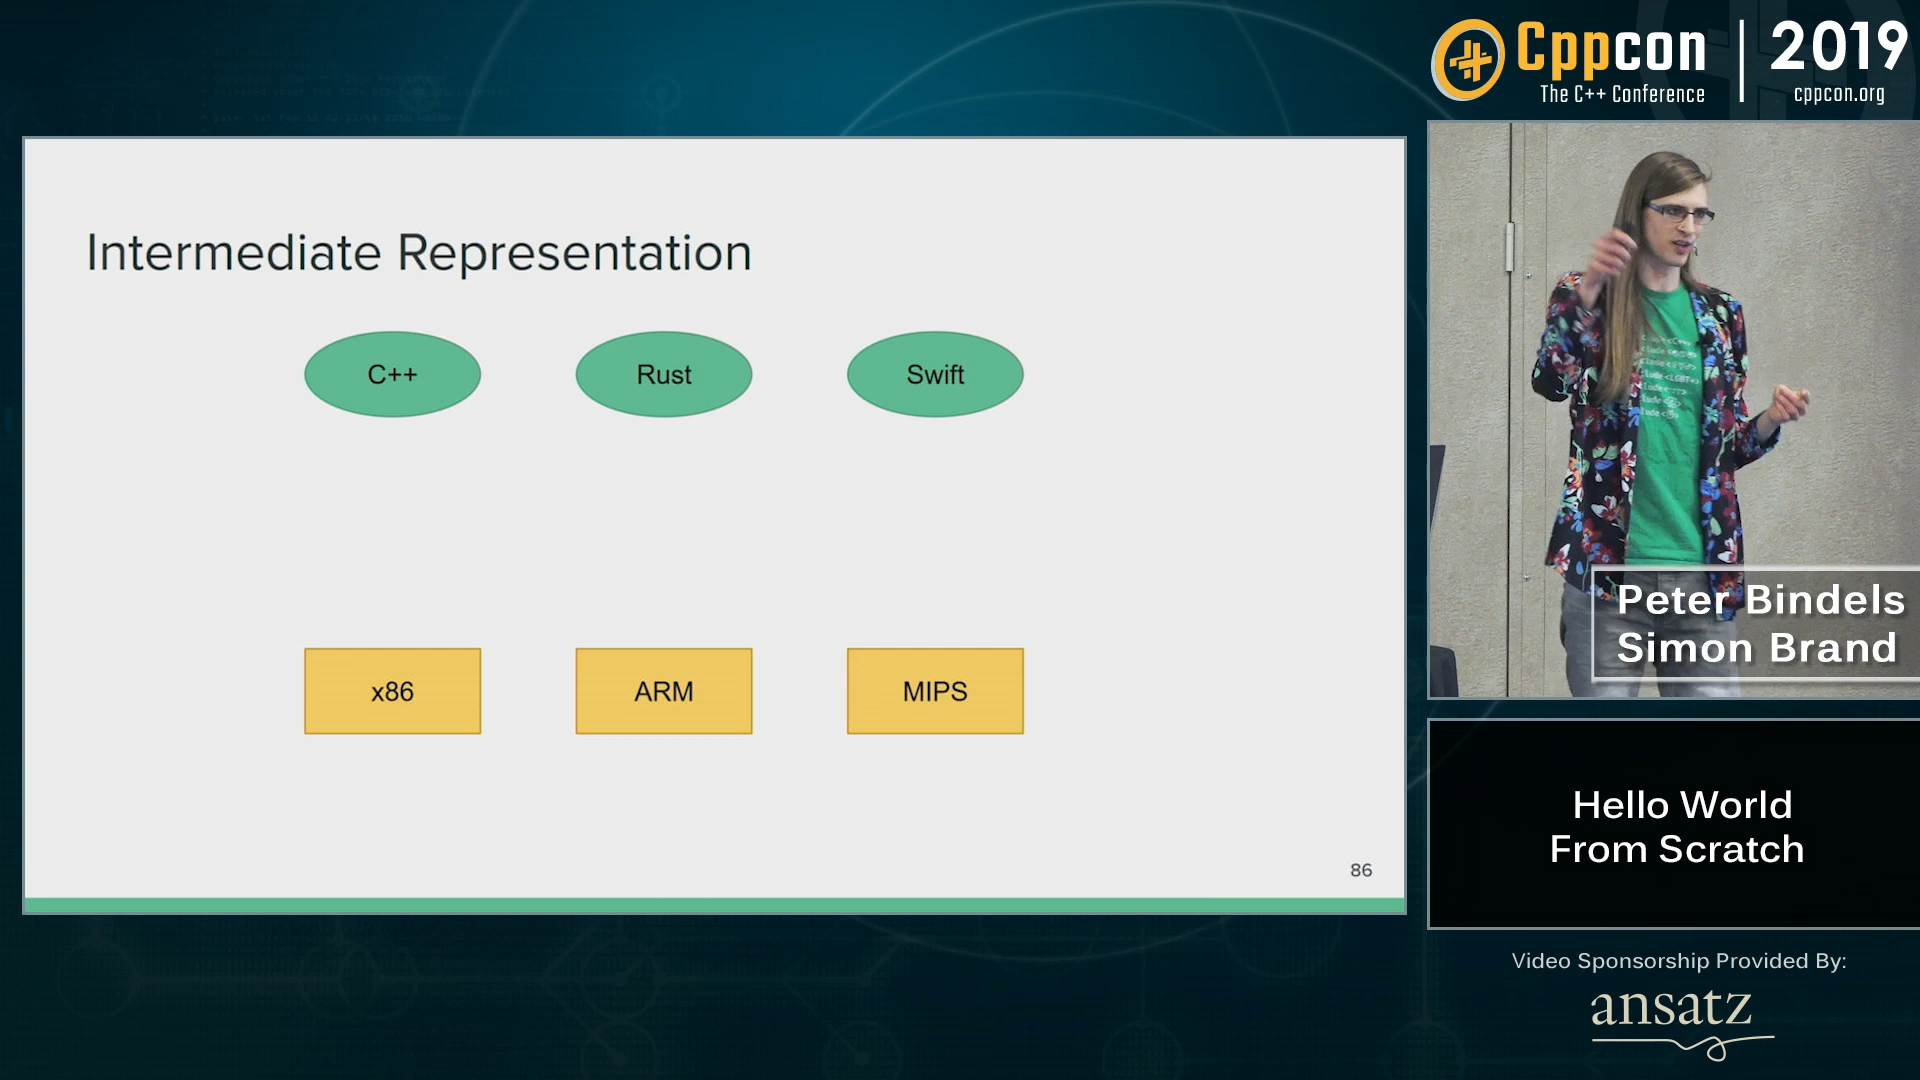 Cppcon
The C++ Conference
2019
cppcon.org
Intermediate Representation
C++
Rust
Swift
x86
ARM
MIPS
86
Peter Bindels
Simon Brand
Hello World
From Scratch
Video Sponsorship Provided By:
ansatz